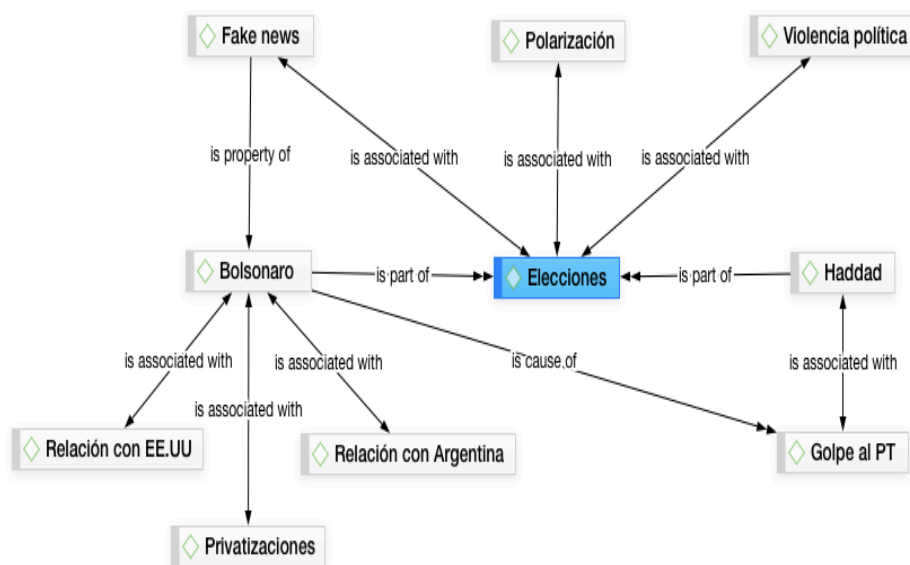 Fake news
Polarización
Violencia política
is property of
is associated with
is associated with
is associated with
Bolsonaro
is part of
Elecciones
is part of
Haddad
is associated with
is associated with
is cause of
is associated with
is associated with
Relación con EE.UU
Relación con Argentina
Golpe al PT
Privatizaciones